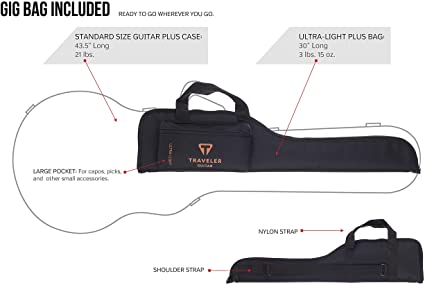 GIG BAG INCLUDED
READY TO GO WHEREVER YOU GO.
STANDARD SIZE GUITAR PLUS CASE
43.5" Long
21 lbs.
ULTRA-LIGHT PLUS BAG
30" Long
3 lbs. 15 oz.
LARGE POCKET: For capos, picks,
and other small accessories.
TRAVELER
GUITAR
NYLON STRAP
SHOULDER STRAP